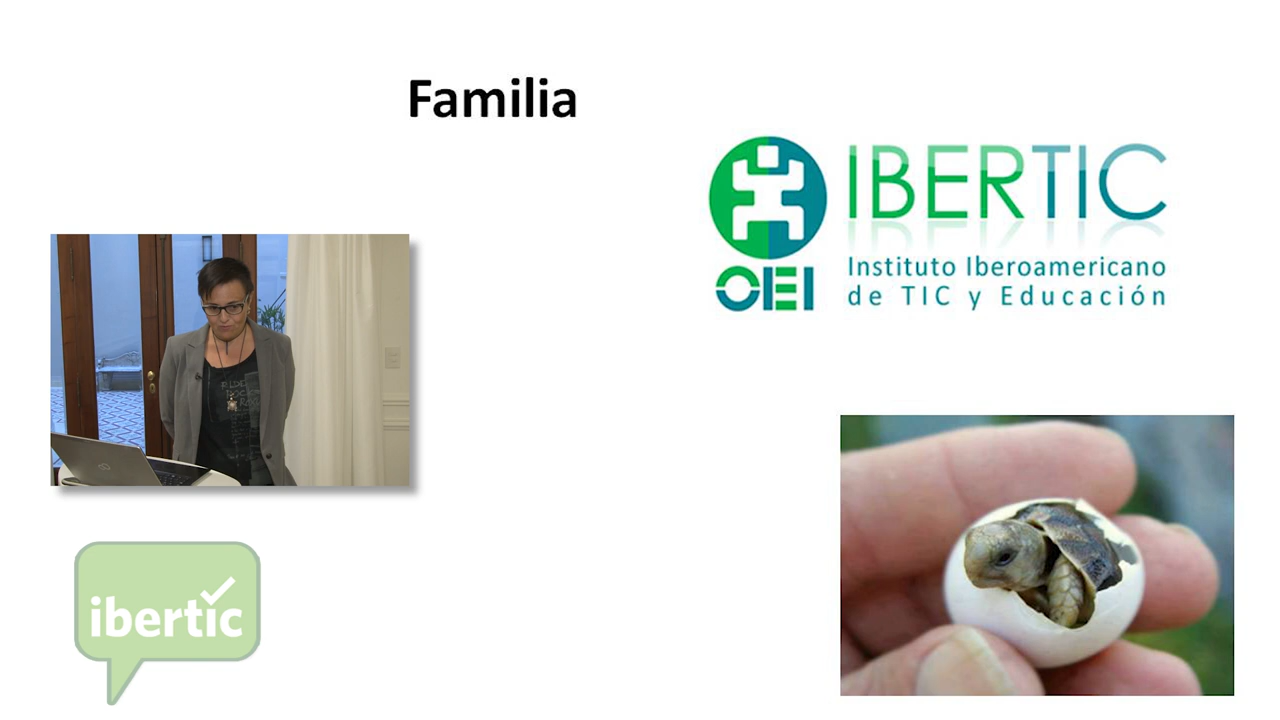 Familia
IBERTIC
OEI
Instituto Iberoamericano
de TIC y Educación
ibertic